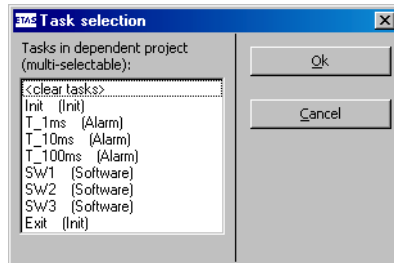 ETAS Task selection
Tasks in dependent project
(multi-selectable):
<clear tasks>
Init (Init)
T_1ms (Alarm)
T_10ms (Alarm)
T_100ms (Alarm)
SW1 (Software)
SW2 (Software)
SW3 (Software)
Exit (Init)
Ok
Cancel